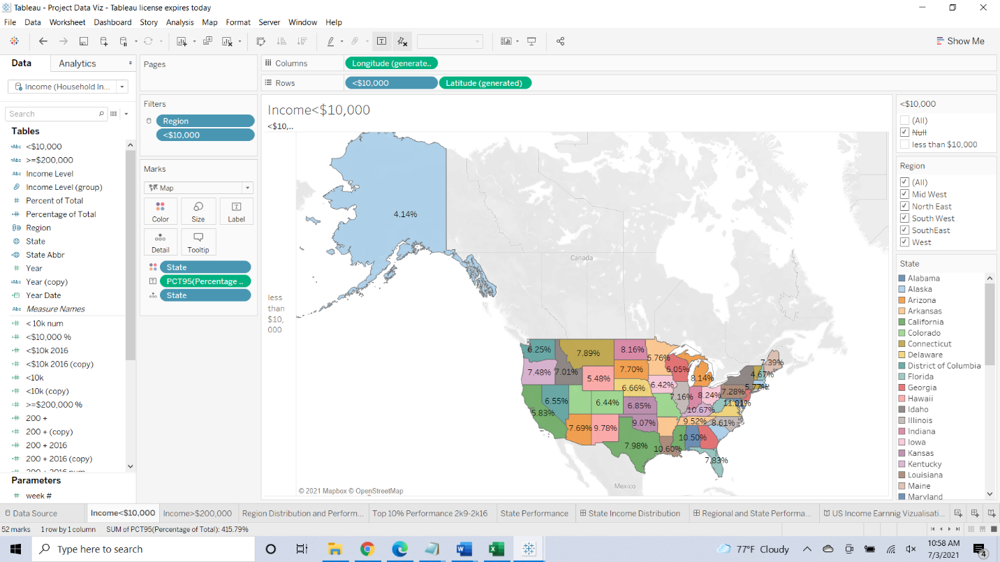 Tableau - Project Data Viz - Tableau license expires today
File Data Worksheet Dashboard Story Analysis Map Format Server Window Help
Show Me
Data Analytics
Income (Household In...
Search
Tables
Abc <$10,000
Abc >=$200,000
Abc Income Level
Income Level (group)
# Percent of Total
# Percentage of Total
Region
State
State Abbr
# Year
Abc Year (copy)
Year Date
Abc Measure Names
# < 10k num
# <$10,000 %
# <$10k 2016
# <$10k 2016 (copy)
# <10k
# <10k (copy)
# >=$200,000 %
# 200 +
# 200 + (copy)
# 200 + 2016
# 200 + 2016 (copy)
# 200 + 2016 num
Parameters
# week #
Pages
Filters
Region
<$10,000
Marks
Map
Color Size Label
Detail Tooltip
State
PCT95(Percentage ..
State
Columns Longitude (generate..
Rows <$10,000 Latitude (generated)
Income<$10,000
<$10,..
less
than
$10,
000
4.14%
Canada
6.25%
7.89%
8.16%
5.76%
7.39%
7.48%
7.01%
5.48%
7.70%
6.05%
8.14%
4.67%
6.66%
6.42%
7.28%
5.77%
6.55%
6.44%
6.85%
7.16%
8.24%
11.01%
5.83%
10.67%
7.69%
9.78%
9.07%
9.52%
8.61%
7.98%
10.60%
10.50%
7.83%
Mexico
© 2021 Mapbox © OpenStreetMap
<$10,000
(All)
Null
less than $10,000
Region
(All)
Mid West
North East
South West
SouthEast
West
State
Alabama
Alaska
Arizona
Arkansas
California
Colorado
Connecticut
Delaware
District of Columbia
Florida
Georgia
Hawaii
Idaho
Illinois
Indiana
Iowa
Kansas
Kentucky
Louisiana
Maine
Maryland
Data Source Income<$10,000 Income>$200,000 Region Distribution and Perform... Top 10% Performance 2k9-2k16 State Performance State Income Distribution Regional and State Performa... US Income Earnnig Vizualisati...
52 marks 1 row by 1 column SUM of PCT95(Percentage of Total): 415.79%
Type here to search
77°F Cloudy
10:58 AM
7/3/2021
4